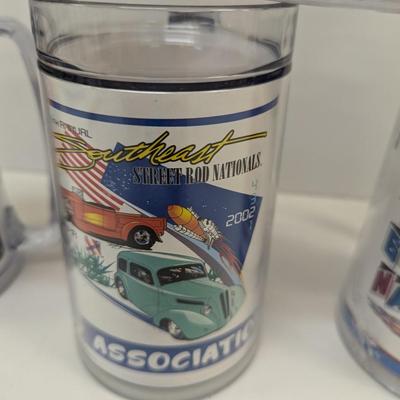 ANNUAL
Southeast
STREET ROD NATIONALS
2002
ASSOCIATIO